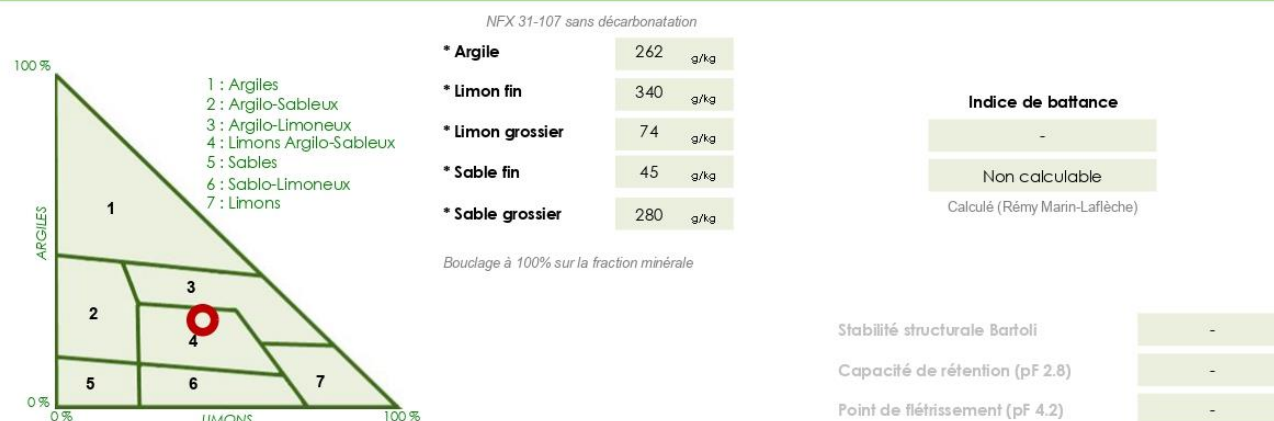 NFX 31-107 sans décarbonatation
* Argile 262 g/kg
* Limon fin 340 g/kg
* Limon grossier 74 g/kg
* Sable fin 45 g/kg
* Sable grossier 280 g/kg
Bouclage à 100% sur la fraction minérale
100 %
1 : Argiles
2 : Argilo-Sableux
3 : Argilo-Limoneux
4 : Limons Argilo-Sableux
5 : Sables
6 : Sablo-Limoneux
7 : Limons
ARGILES
1
3
2
4
5
6
7
0 %
0 %
LIMONS
100 %
Indice de battance
-
Non calculable
Calculé (Rémy Marin-Laflèche)
Stabilité structurale Bartoli -
Capacité de rétention (pF 2.8) -
Point de flétrissement (pF 4.2) -